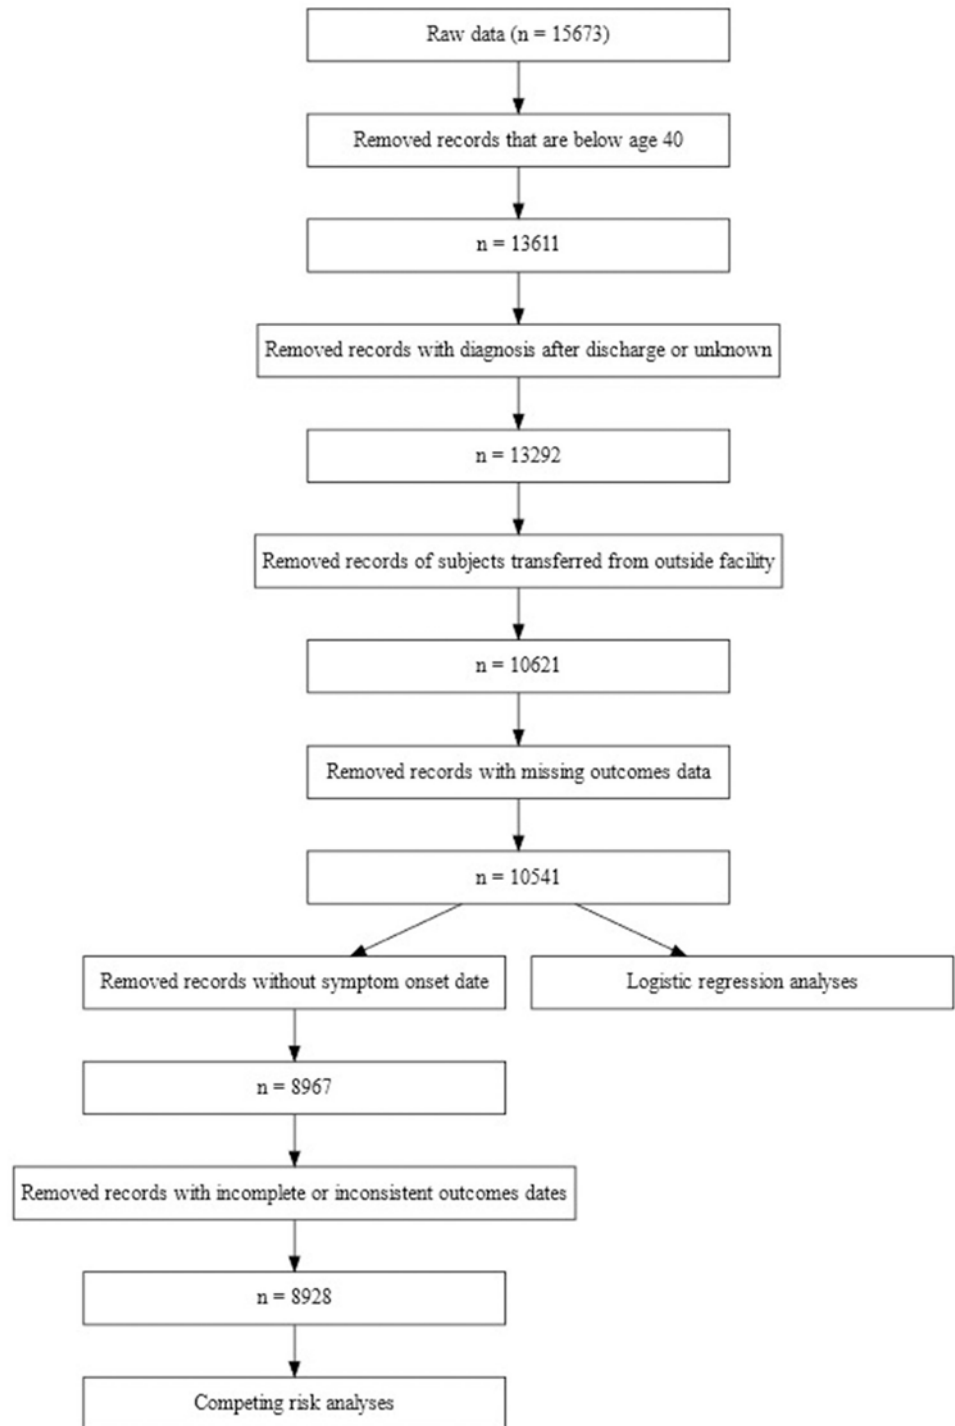 Raw data (n = 15673)
Removed records that are below age 40
n = 13611
Removed records with diagnosis after discharge or unknown
n = 13292
Removed records of subjects transferred from outside facility
n = 10621
Removed records with missing outcomes data
n = 10541
Removed records without symptom onset date
Logistic regression analyses
n = 8967
Removed records with incomplete or inconsistent outcomes dates
n = 8928
Competing risk analyses